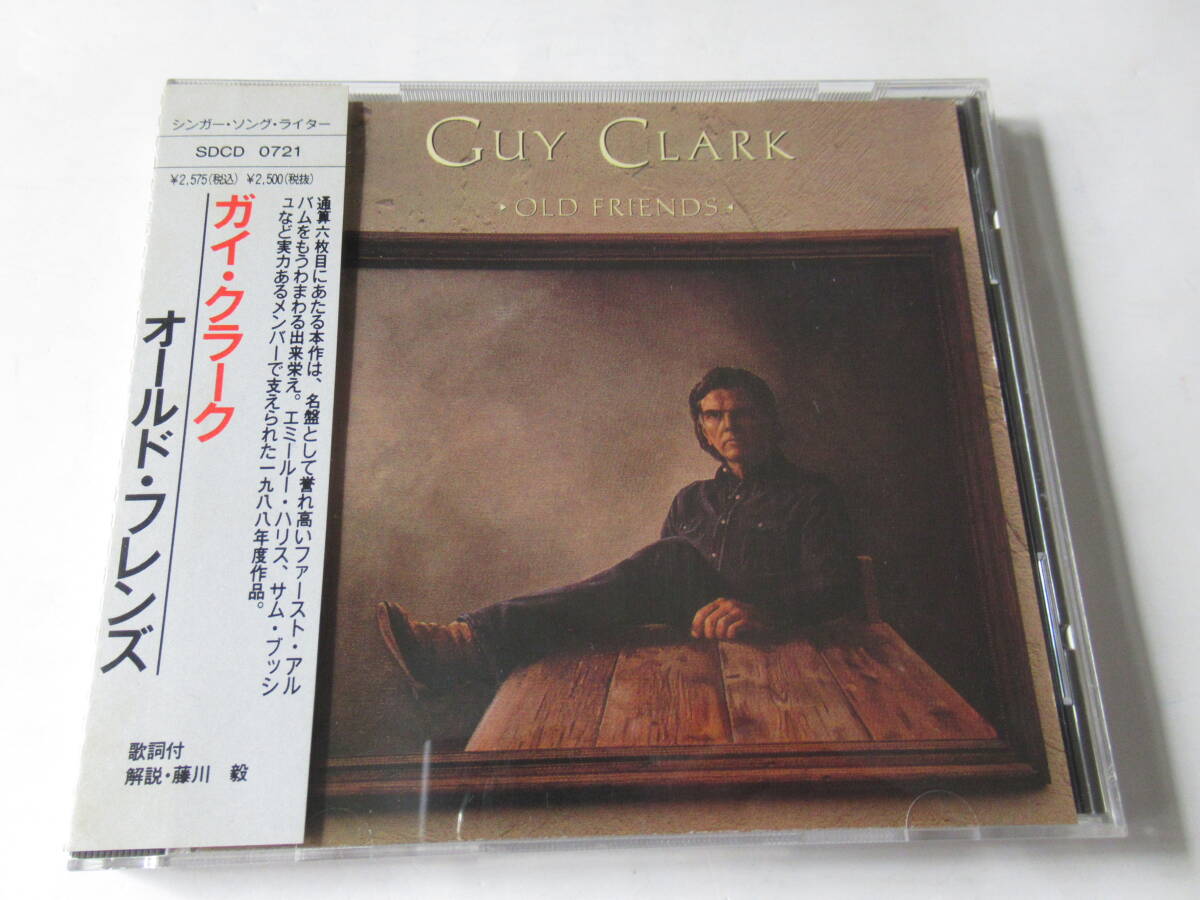 シンガー・ソング・ライター
SDCD 0721
¥2,575(税込) ¥2,500(税抜)
通算六枚目にあたる本作は、名盤として誉れ高いファースト・アル
バムをもうわまわる出来栄え。エミールー・ハリス、サム・ブッシ
ュなど実力あるメンバーで支えられた一九八八年度作品。
ガイ・クラーク
オールド・フレンズ
歌詞付
解説・藤川 毅
GUY CLARK
OLD FRIENDS